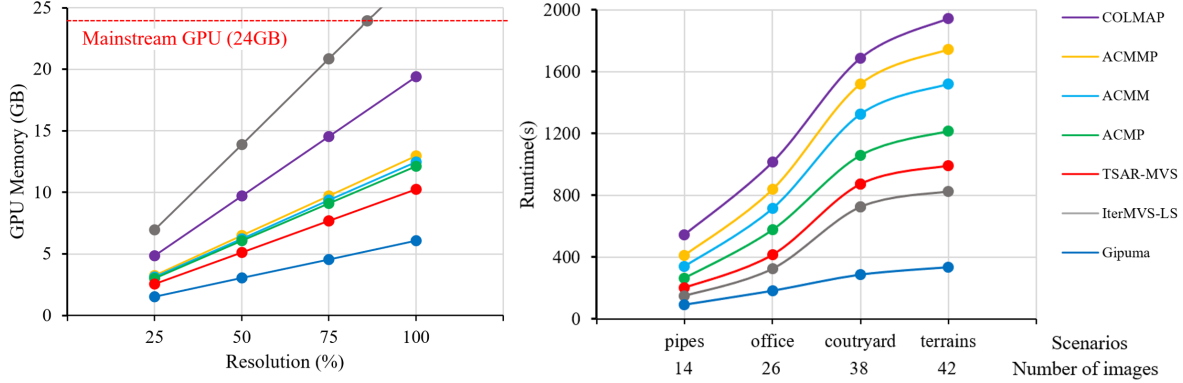 25
20
15
10
5
0
GPU Memory (GB)
Mainstream GPU (24GB)
25 50 75 100
Resolution (%)
2000
1600
1200
800
400
0
Runtime(s)
pipes office coutryard terrains Scenarios
14 26 38 42 Number of images
COLMAP
ACMMP
ACMM
ACMP
TSAR-MVS
IterMVS-LS
Gipuma